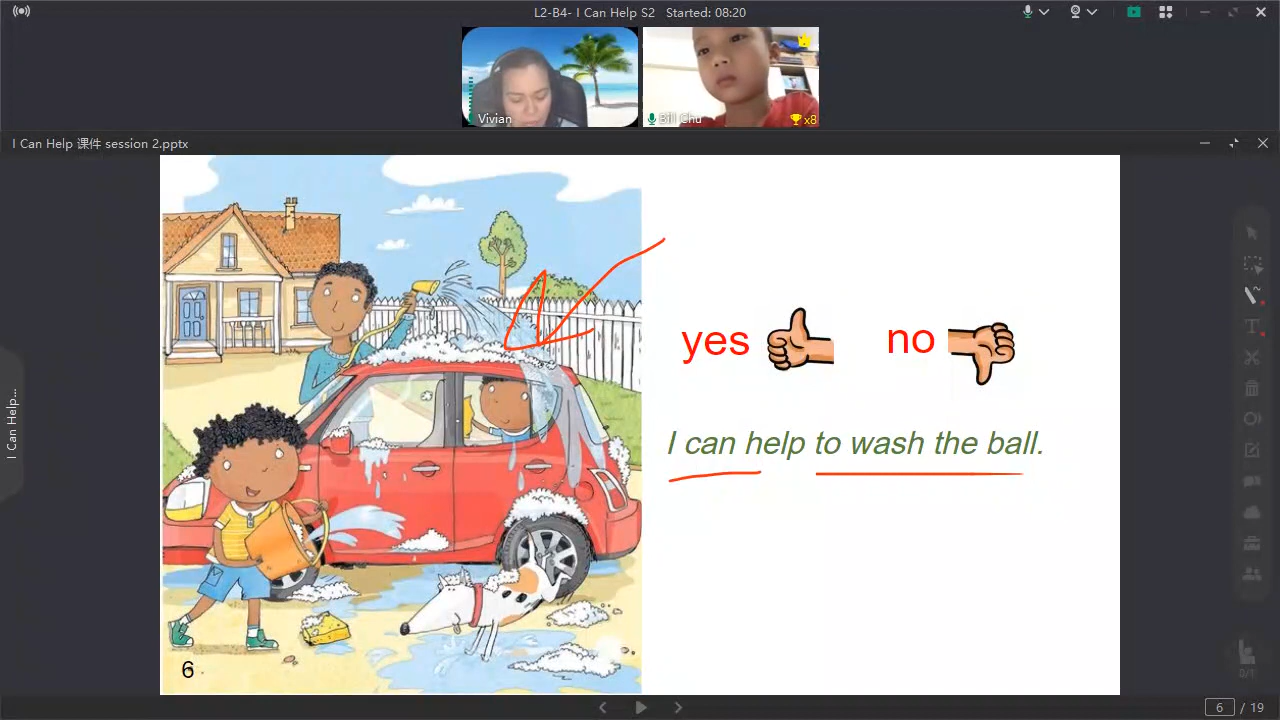 L2-B4- I Can Help S2 Started: 08:20
Vivian
Bill Chu
x8
I Can Help 课件 session 2.pptx
I Can Help...
yes
no
I can help to wash the ball.
6
0/1
6 / 19